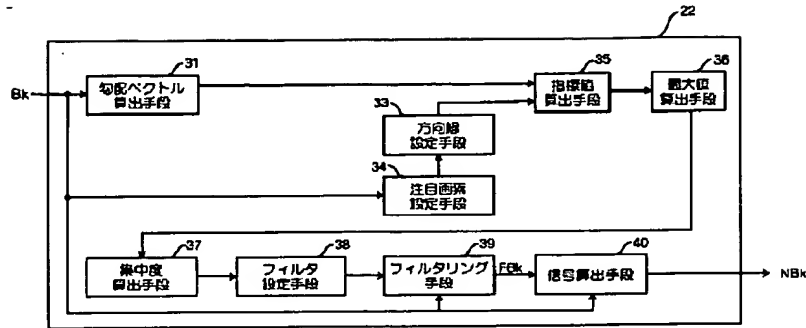 22
31
35
36
Bk
勾配ベクトル
算出手段
指標値
算出手段
最大値
算出手段
33
方向線
設定手段
34
注目画素
設定手段
37
38
39
40
集中度
算出手段
フィルタ
設定手段
フィルタリング
手段
FBk
信号算出手段
NBk